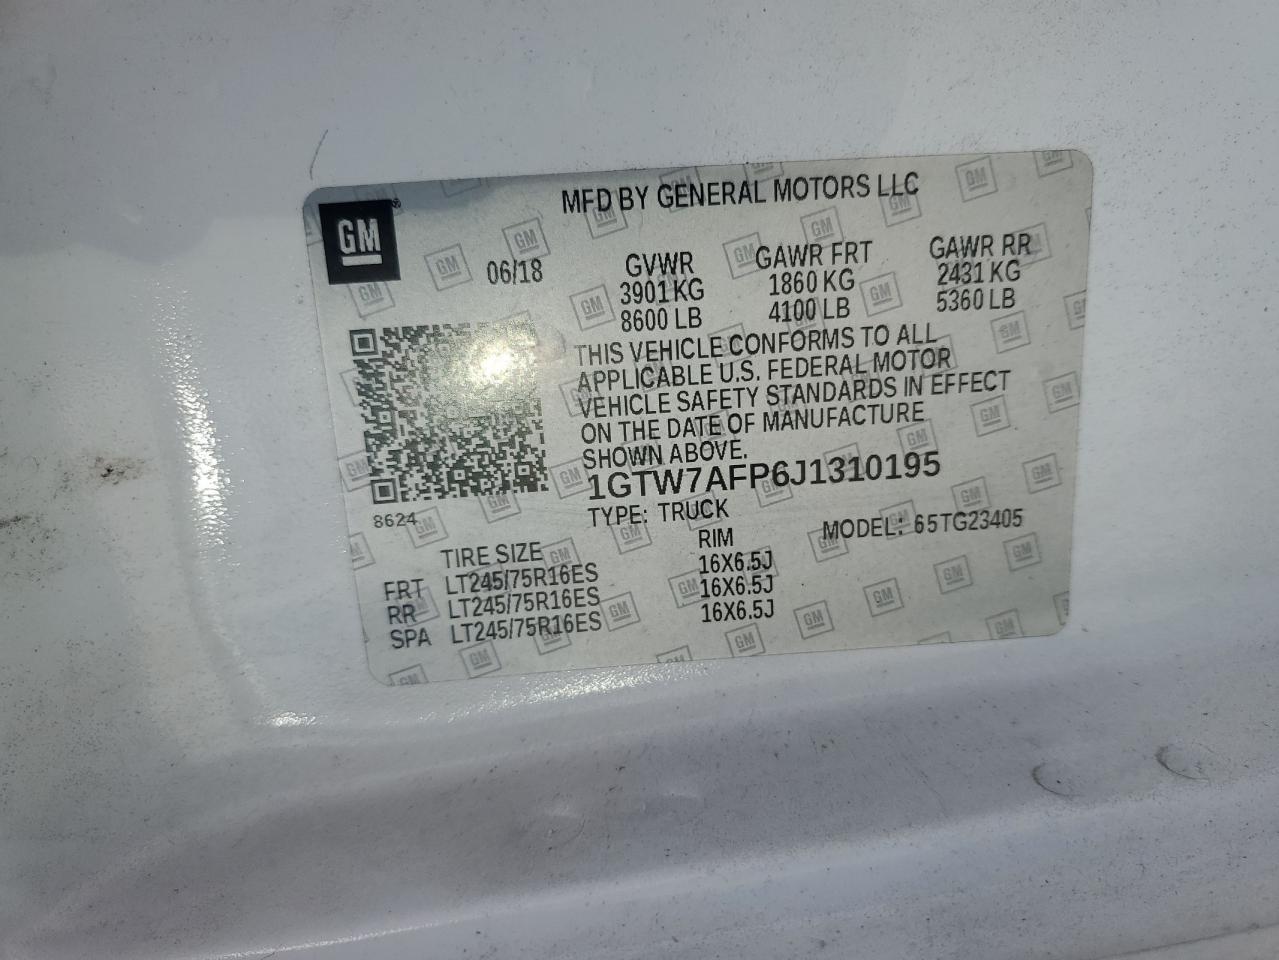 MFD BY GENERAL MOTORS LLC
GM®
06/18
GVWR GAWR FRT GAWR RR
3901 KG 1860 KG 2431 KG
8600 LB 4100 LB 5360 LB
THIS VEHICLE CONFORMS TO ALL
APPLICABLE U.S. FEDERAL MOTOR
VEHICLE SAFETY STANDARDS IN EFFECT
ON THE DATE OF MANUFACTURE
SHOWN ABOVE.
1GTW7AFP6J1310195
8624
TYPE: TRUCK MODEL: 65TG23405
TIRE SIZE RIM
FRT LT245/75R16ES 16X6.5J
RR LT245/75R16ES 16X6.5J
SPA LT245/75R16ES 16X6.5J